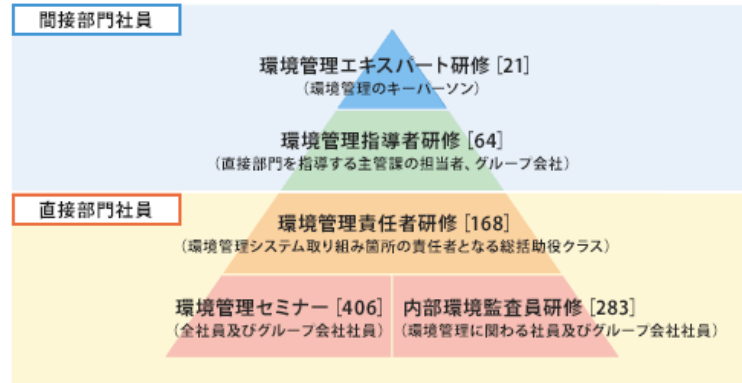 間接部門社員
環境管理エキスパート研修[21]
（環境管理のキーパーソン）
環境管理指導者研修[64]
（直接部門を指導する主管課の担当者、グループ会社）
直接部門社員
環境管理責任者研修[168]
（環境管理システム取り組み箇所の責任者となる総括助役クラス）
環境管理セミナー[406]
（全社員及びグループ会社社員）
内部環境監査員研修[283]
（環境管理に関わる社員及びグループ会社社員）